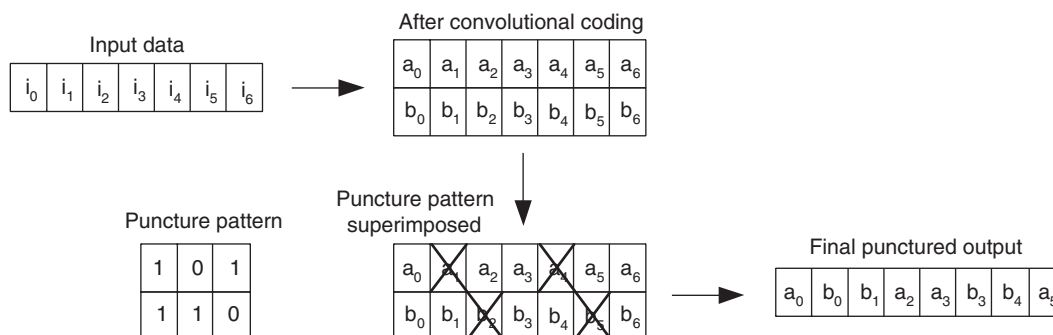 After convolutional coding
Input data
i₀ i₁ i₂ i₃ i₄ i₅ i₆
a₀ a₁ a₂ a₃ a₄ a₅ a₆
b₀ b₁ b₂ b₃ b₄ b₅ b₆
Puncture pattern
superimposed
Puncture pattern
1 0 1
1 1 0
a₀ a₁ a₂ a₃ a₄ a₅ a₆
b₀ b₁ b₂ b₃ b₄ b₅ b₆
Final punctured output
a₀ b₀ b₁ a₂ a₃ b₃ b₄ a₅